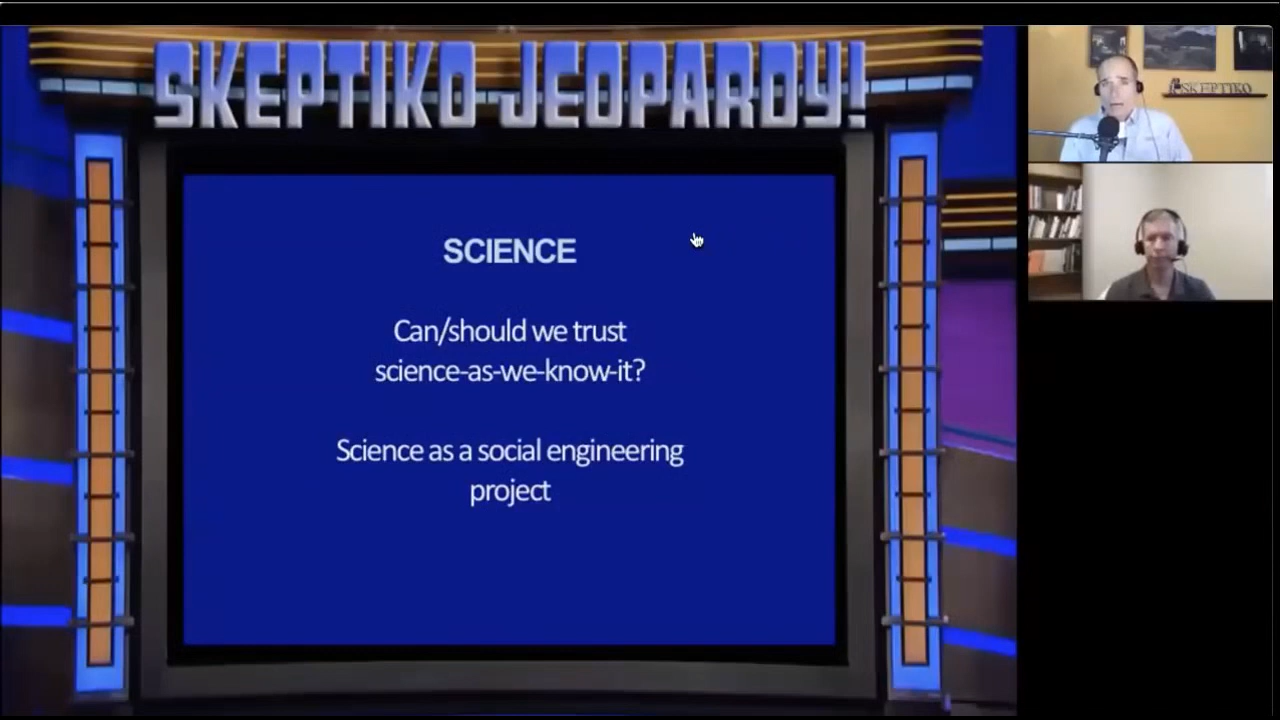 SKEPTIKO JEOPARDY!
SCIENCE
Can/should we trust
science-as-we-know-it?
Science as a social engineering
project
SKEPTIKO